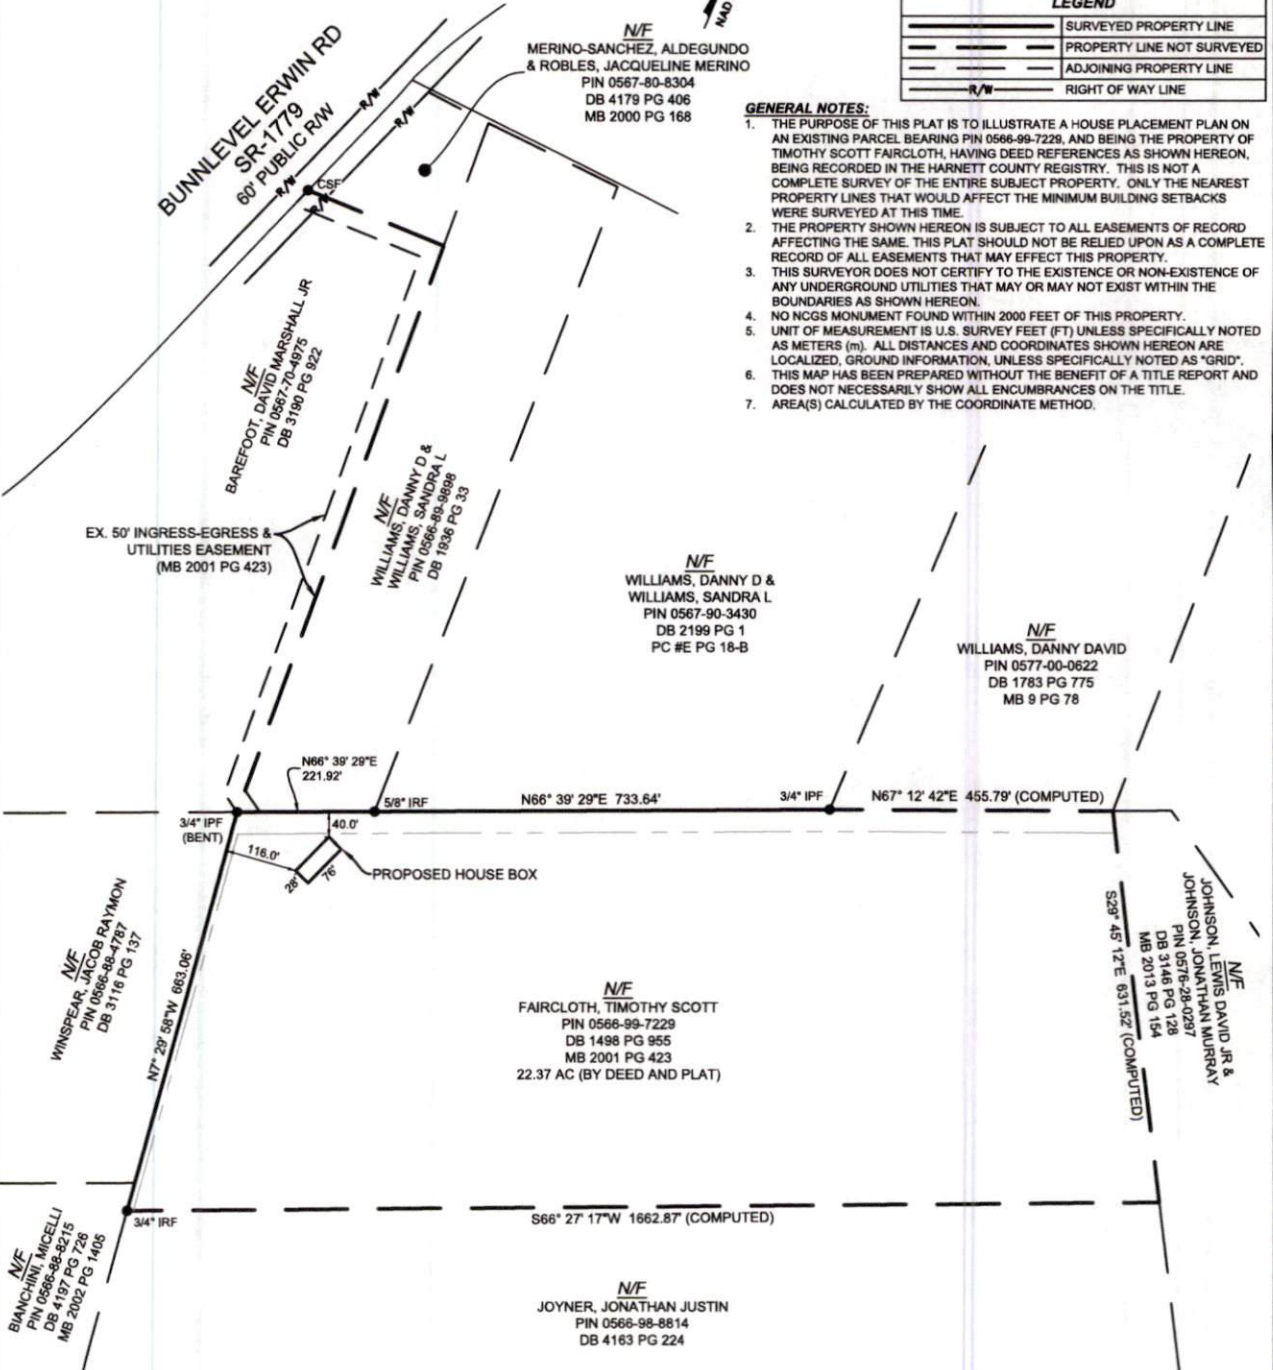 LEGEND
SURVEYED PROPERTY LINE
PROPERTY LINE NOT SURVEYED
ADJOINING PROPERTY LINE
R/W
RIGHT OF WAY LINE
NAD
N/F
MERINO-SANCHEZ, ALDEGUNDO
& ROBLES, JACQUELINE MERINO
PIN 0567-80-8304
DB 4179 PG 406
MB 2000 PG 168
BUNNLEVEL ERWIN RD
SR-1779
60' PUBLIC R/W
R/W
R/W
R/W
R/W
CSF
GENERAL NOTES:
1. THE PURPOSE OF THIS PLAT IS TO ILLUSTRATE A HOUSE PLACEMENT PLAN ON
AN EXISTING PARCEL BEARING PIN 0566-99-7229, AND BEING THE PROPERTY OF
TIMOTHY SCOTT FAIRCLOTH, HAVING DEED REFERENCES AS SHOWN HEREON,
BEING RECORDED IN THE HARNETT COUNTY REGISTRY. THIS IS NOT A
COMPLETE SURVEY OF THE ENTIRE SUBJECT PROPERTY. ONLY THE NEAREST
PROPERTY LINES THAT WOULD AFFECT THE MINIMUM BUILDING SETBACKS
WERE SURVEYED AT THIS TIME.
2. THE PROPERTY SHOWN HEREON IS SUBJECT TO ALL EASEMENTS OF RECORD
AFFECTING THE SAME. THIS PLAT SHOULD NOT BE RELIED UPON AS A COMPLETE
RECORD OF ALL EASEMENTS THAT MAY EFFECT THIS PROPERTY.
3. THIS SURVEYOR DOES NOT CERTIFY TO THE EXISTENCE OR NON-EXISTENCE OF
ANY UNDERGROUND UTILITIES THAT MAY OR MAY NOT EXIST WITHIN THE
BOUNDARIES AS SHOWN HEREON.
4. NO NCGS MONUMENT FOUND WITHIN 2000 FEET OF THIS PROPERTY.
5. UNIT OF MEASUREMENT IS U.S. SURVEY FEET (FT) UNLESS SPECIFICALLY NOTED
AS METERS (m). ALL DISTANCES AND COORDINATES SHOWN HEREON ARE
LOCALIZED, GROUND INFORMATION, UNLESS SPECIFICALLY NOTED AS "GRID".
6. THIS MAP HAS BEEN PREPARED WITHOUT THE BENEFIT OF A TITLE REPORT AND
DOES NOT NECESSARILY SHOW ALL ENCUMBRANCES ON THE TITLE.
7. AREA(S) CALCULATED BY THE COORDINATE METHOD.
N/F
BAREFOOT, DAVID MARSHALL JR
PIN 0567-70-4975
DB 3190 PG 922
N/F
WILLIAMS, DANNY D &
WILLIAMS, SANDRA L
PIN 0566-89-9898
DB 1936 PG 33
EX. 50' INGRESS-EGRESS &
UTILITIES EASEMENT
(MB 2001 PG 423)
N/F
WILLIAMS, DANNY D &
WILLIAMS, SANDRA L
PIN 0567-90-3430
DB 2199 PG 1
PC #E PG 18-B
N/F
WILLIAMS, DANNY DAVID
PIN 0577-00-0622
DB 1783 PG 775
MB 9 PG 78
N66° 39' 29"E
221.92'
5/8" IRF
N66° 39' 29"E 733.64'
3/4" IPF
N67° 12' 42"E 455.79' (COMPUTED)
3/4" IPF
(BENT)
40.0'
116.0'
28'
76'
PROPOSED HOUSE BOX
N/F
WINSPEAR, JACOB RAYMON
PIN 0566-88-4787
DB 3116 PG 137
N7° 29' 58"W 663.06'
N/F
FAIRCLOTH, TIMOTHY SCOTT
PIN 0566-99-7229
DB 1498 PG 955
MB 2001 PG 423
22.37 AC (BY DEED AND PLAT)
S29° 45' 12"E 631.52' (COMPUTED)
N/F
JOHNSON, LEWIS DAVID JR &
JOHNSON, JONATHAN MURRAY
PIN 0576-28-0297
DB 3146 PG 128
MB 2013 PG 154
3/4" IRF
S66° 27' 17"W 1662.87' (COMPUTED)
N/F
BIANCHINI, MICELLI
PIN 0566-88-8215
DB 4197 PG 726
MB 2002 PG 1405
N/F
JOYNER, JONATHAN JUSTIN
PIN 0566-98-8814
DB 4163 PG 224